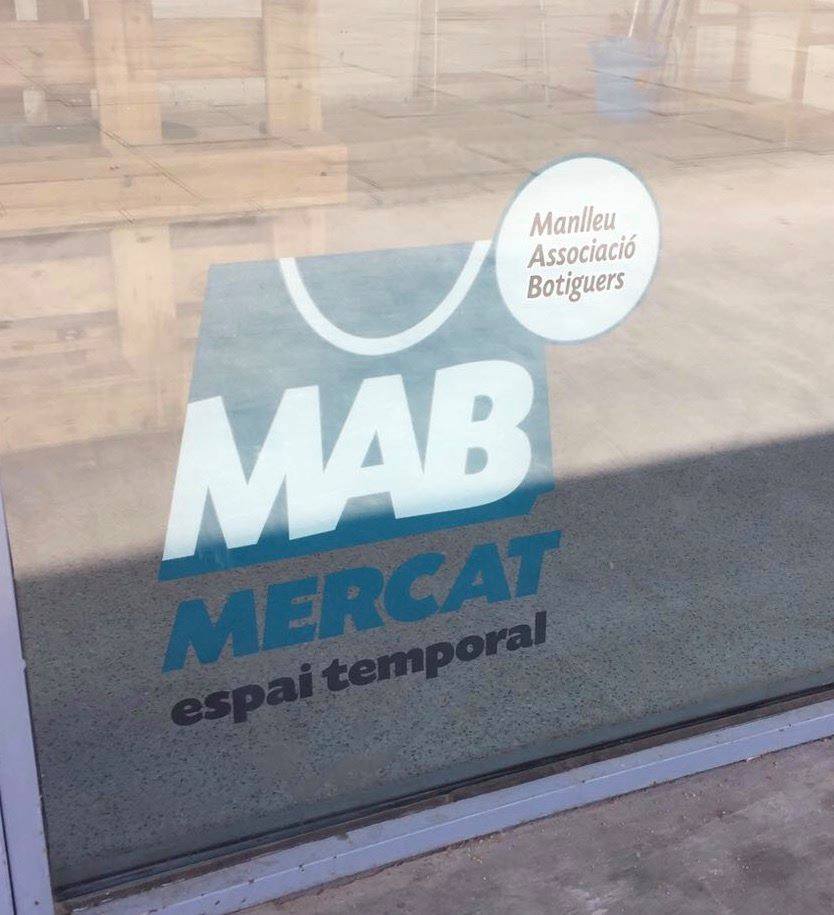 Manlleu
Associació
Botiguers
MAB
MERCAT
espai temporal